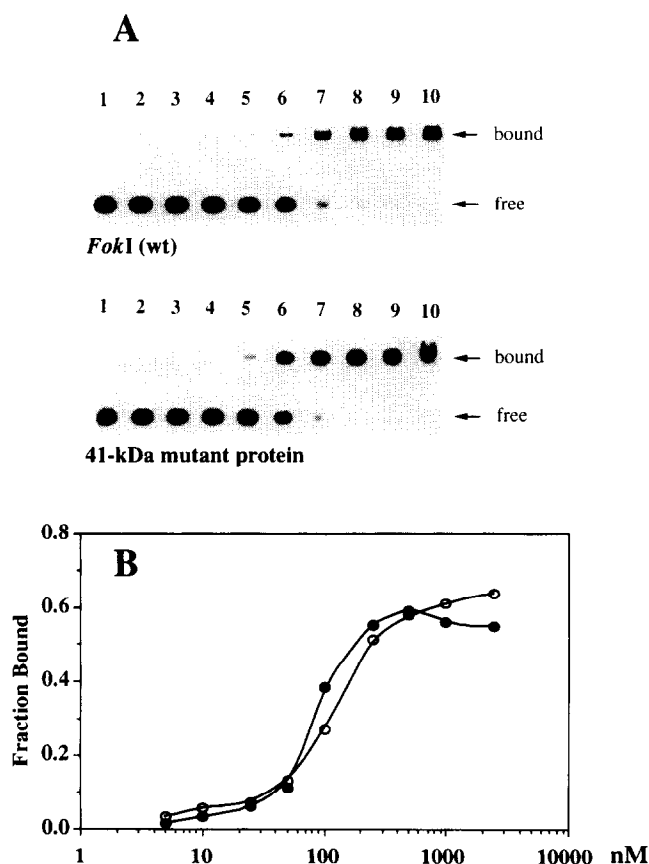 A
1 2 3 4 5 6 7 8 9 10
bound
free
FokI (wt)
1 2 3 4 5 6 7 8 9 10
bound
free
41-kDa mutant protein
B
0.8
0.6
0.4
0.2
0.0
Fraction Bound
1 10 100 1000 10000 nM